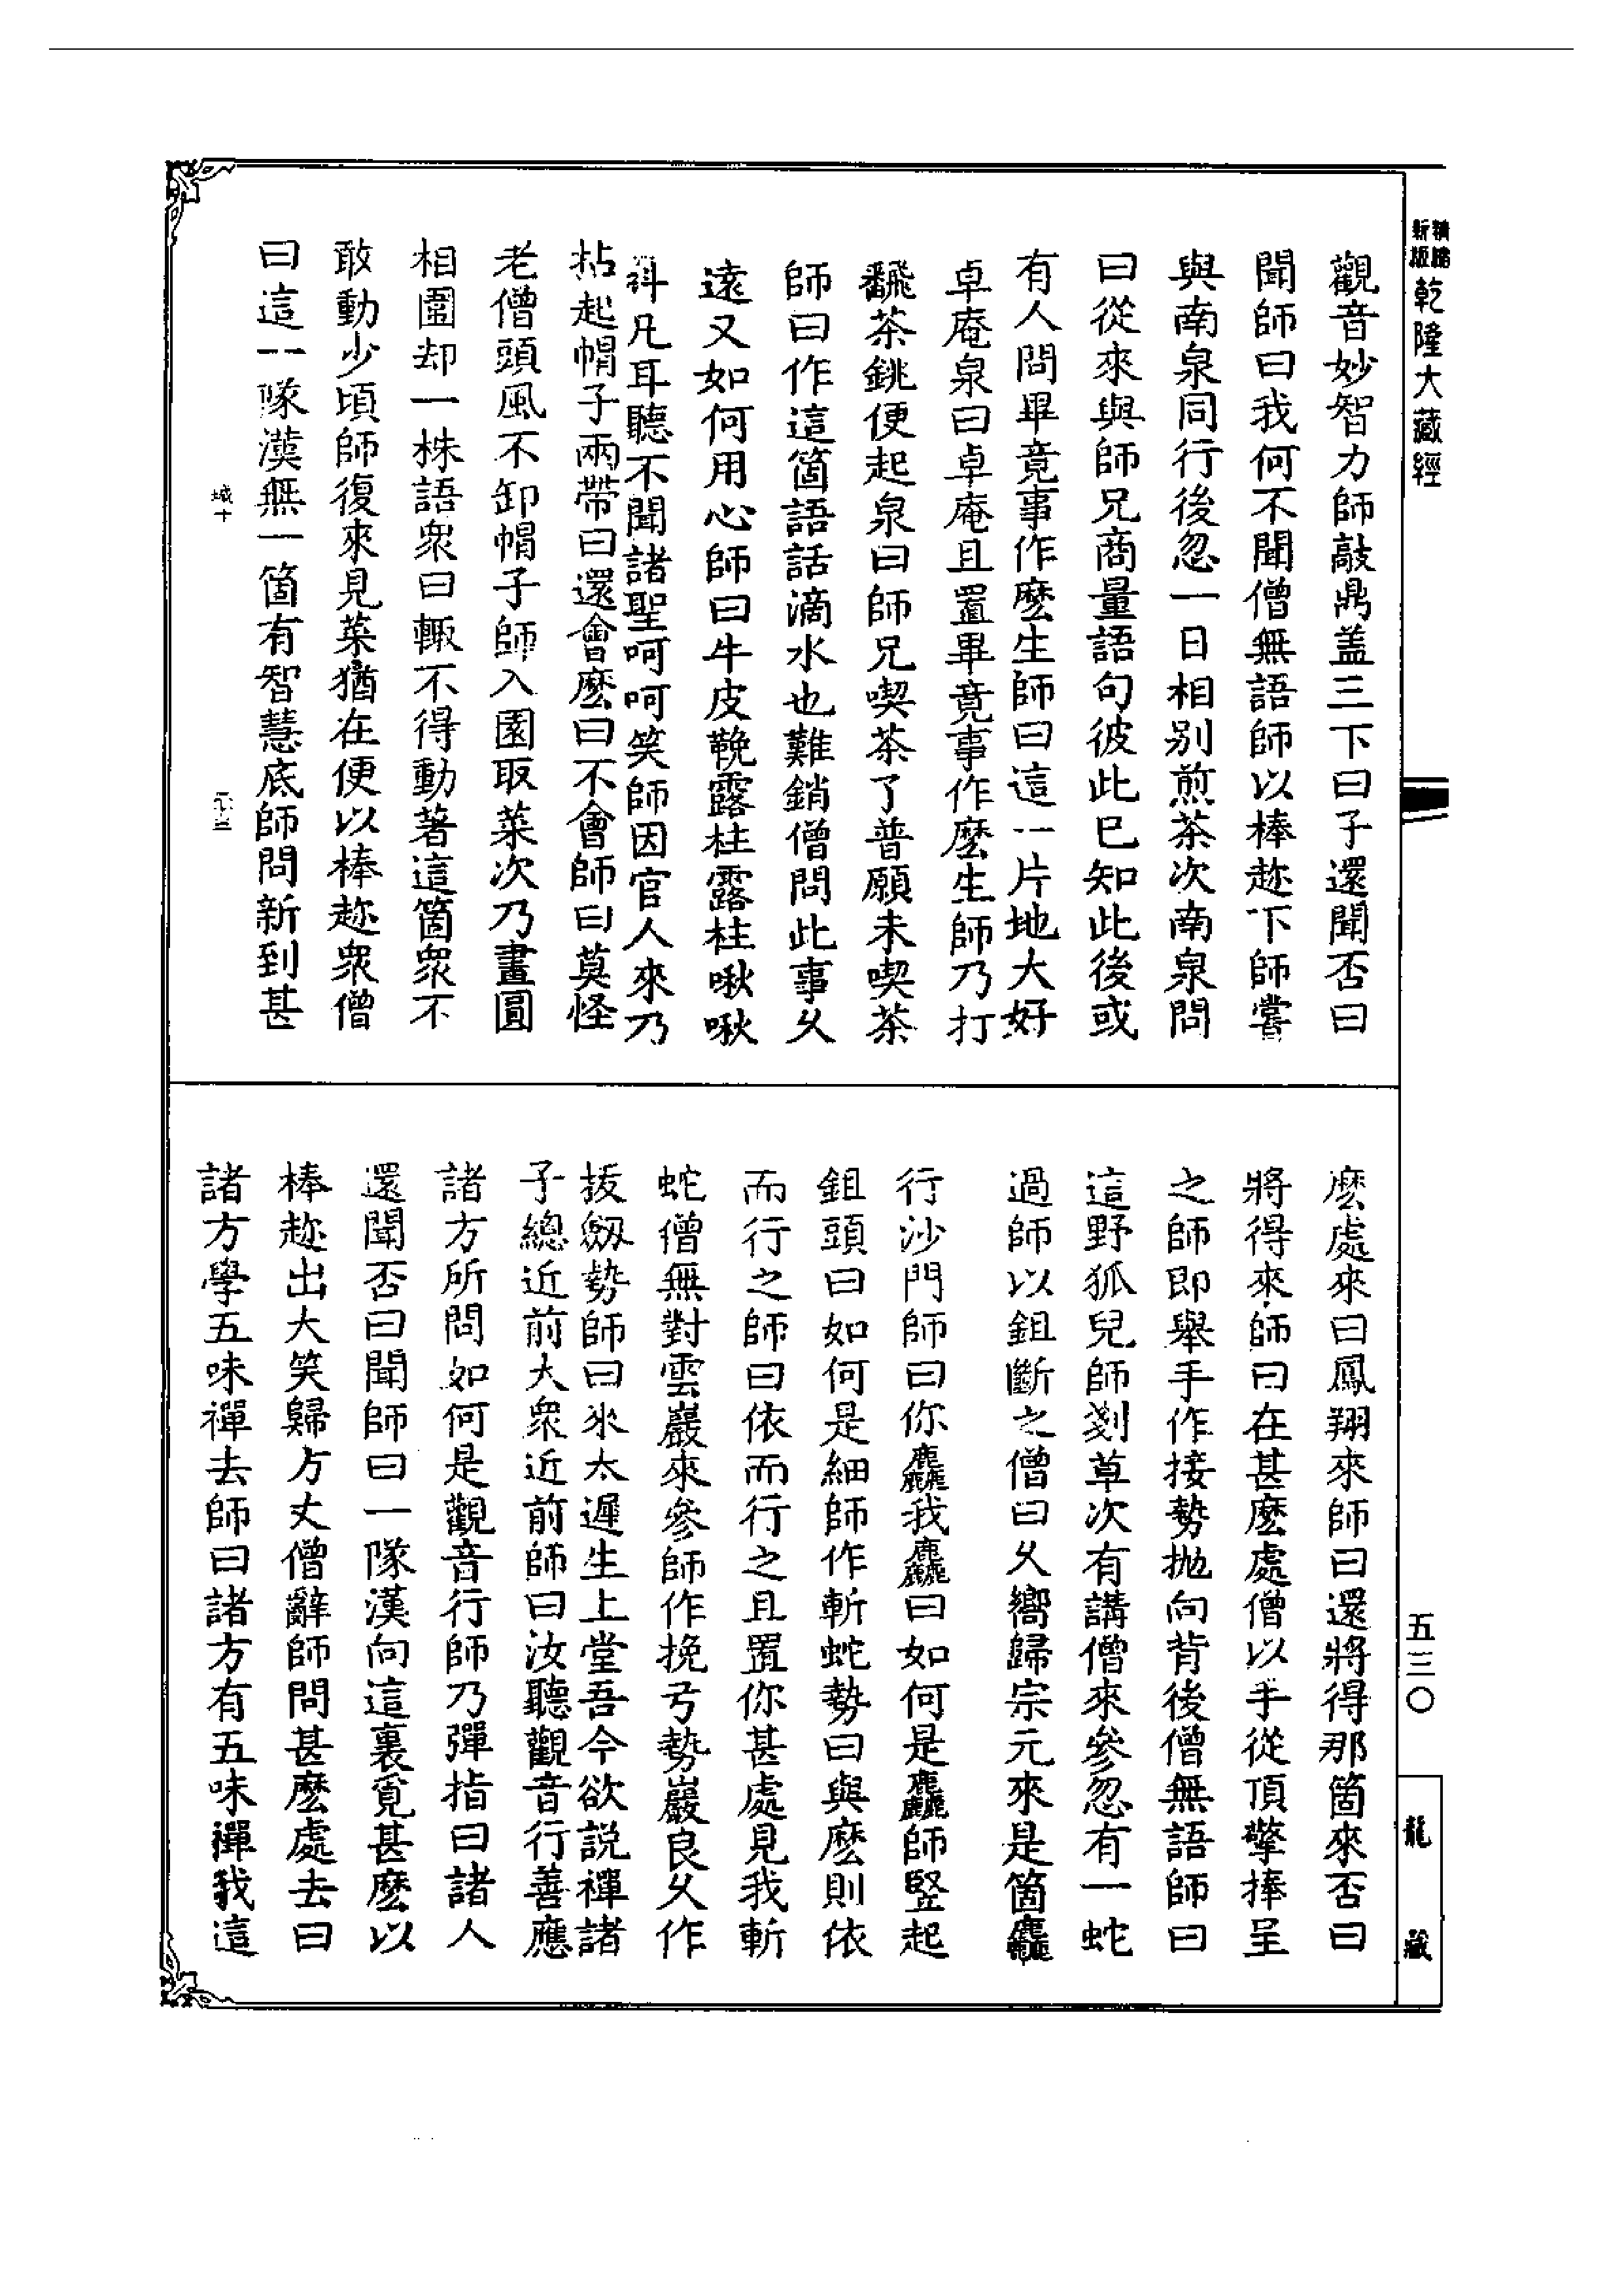 新版精縮乾隆大藏經
觀音妙智力師敲鼎盖三下曰子還聞否曰
聞師曰我何不聞僧無語師以棒趂下師嘗
與南泉同行後忽一日相別煎茶次南泉問
曰從來與師兄商量語句彼此已知此後或
有人問畢竟事作麽生師曰這一片地大好
卓庵泉曰卓庵且置畢竟事作麽生師乃打
飜茶銚便起泉曰師兄喫茶了普願未喫茶
師曰作這箇語話滴水也難銷僧問此事乆
遠又如何用心師曰牛皮鞔露柱露柱啾啾
呌凡耳聽不聞諸聖呵呵笑師因官人來乃
拈起帽子兩帶曰還會麽曰不會師曰莫怪
老僧頭風不卸帽子師入園取菜次乃畫圓
相圍却一株語衆曰輙不得動著這箇衆不
敢動少頃師復來見菜猶在便以棒趂衆僧
曰這一隊漢無一箇有智慧底師問新到甚
城十
麽處來曰鳳翔來師曰還將得那箇來否曰
將得來師曰在甚麽處僧以手從頂擎捧呈
之師即舉手作接勢抛向背後僧無語師曰
這野狐兒師剗草次有講僧來參忽有一蛇
過師以鉏斷之僧曰乆嚮歸宗元來是箇麤
行沙門師曰你麤我麤曰如何是麤師竪起
鉏頭曰如何是細師作斬蛇勢曰與麽則依
而行之師曰依而行之且置你甚處見我斬
蛇僧無對雲巖來參師作挽弓勢巖良乆作
拔劔勢師曰來太遲生上堂吾今欲説禪諸
子總近前大衆近前師曰汝聽觀音行善應
諸方所問如何是觀音行師乃彈指曰諸人
還聞否曰聞師曰一隊漢向這裏覓甚麽以
棒趂出大笑歸方丈僧辭師問甚麽處去曰
諸方學五味禪去師曰諸方有五味禪我這
五三〇
龍藏